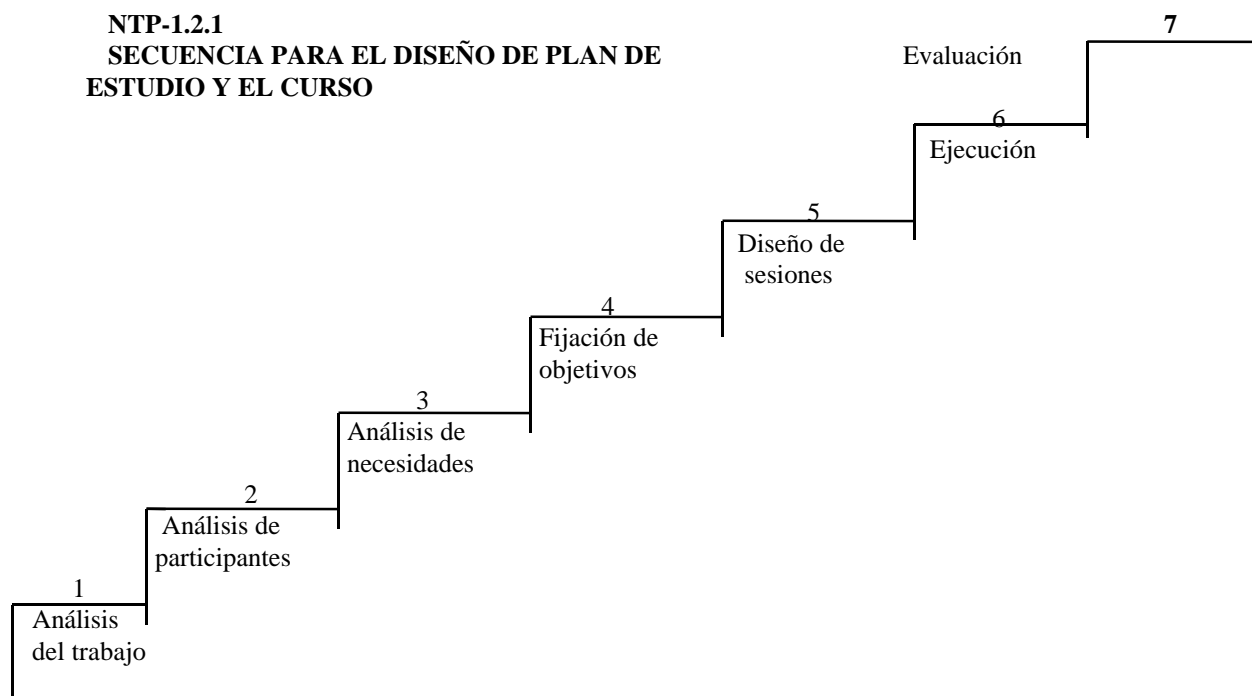 NTP-1.2.1
SECUENCIA PARA EL DISEÑO DE PLAN DE
ESTUDIO Y EL CURSO
7
Evaluación
6
Ejecución
5
Diseño de
sesiones
4
Fijación de
objetivos
3
Análisis de
necesidades
2
Análisis de
participantes
1
Análisis
del trabajo